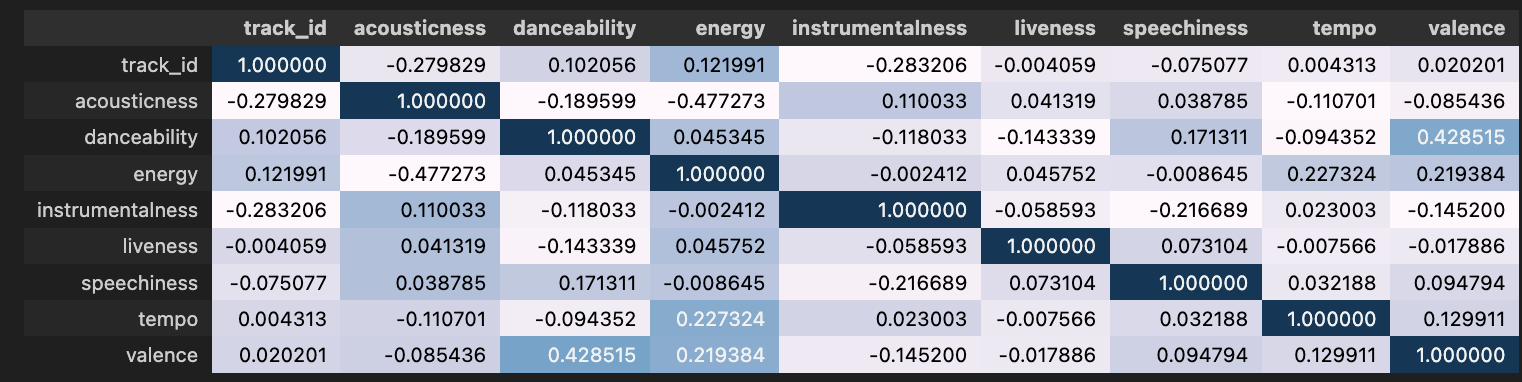 track_id acousticness danceability energy instrumentalness liveness speechiness tempo valence
track_id 1.000000 -0.279829 0.102056 0.121991 -0.283206 -0.004059 -0.075077 0.004313 0.020201
acousticness -0.279829 1.000000 -0.189599 -0.477273 0.110033 0.041319 0.038785 -0.110701 -0.085436
danceability 0.102056 -0.189599 1.000000 0.045345 -0.118033 -0.143339 0.171311 -0.094352 0.428515
energy 0.121991 -0.477273 0.045345 1.000000 -0.002412 0.045752 -0.008645 0.227324 0.219384
instrumentalness -0.283206 0.110033 -0.118033 -0.002412 1.000000 -0.058593 -0.216689 0.023003 -0.145200
liveness -0.004059 0.041319 -0.143339 0.045752 -0.058593 1.000000 0.073104 -0.007566 -0.017886
speechiness -0.075077 0.038785 0.171311 -0.008645 -0.216689 0.073104 1.000000 0.032188 0.094794
tempo 0.004313 -0.110701 -0.094352 0.227324 0.023003 -0.007566 0.032188 1.000000 0.129911
valence 0.020201 -0.085436 0.428515 0.219384 -0.145200 -0.017886 0.094794 0.129911 1.000000